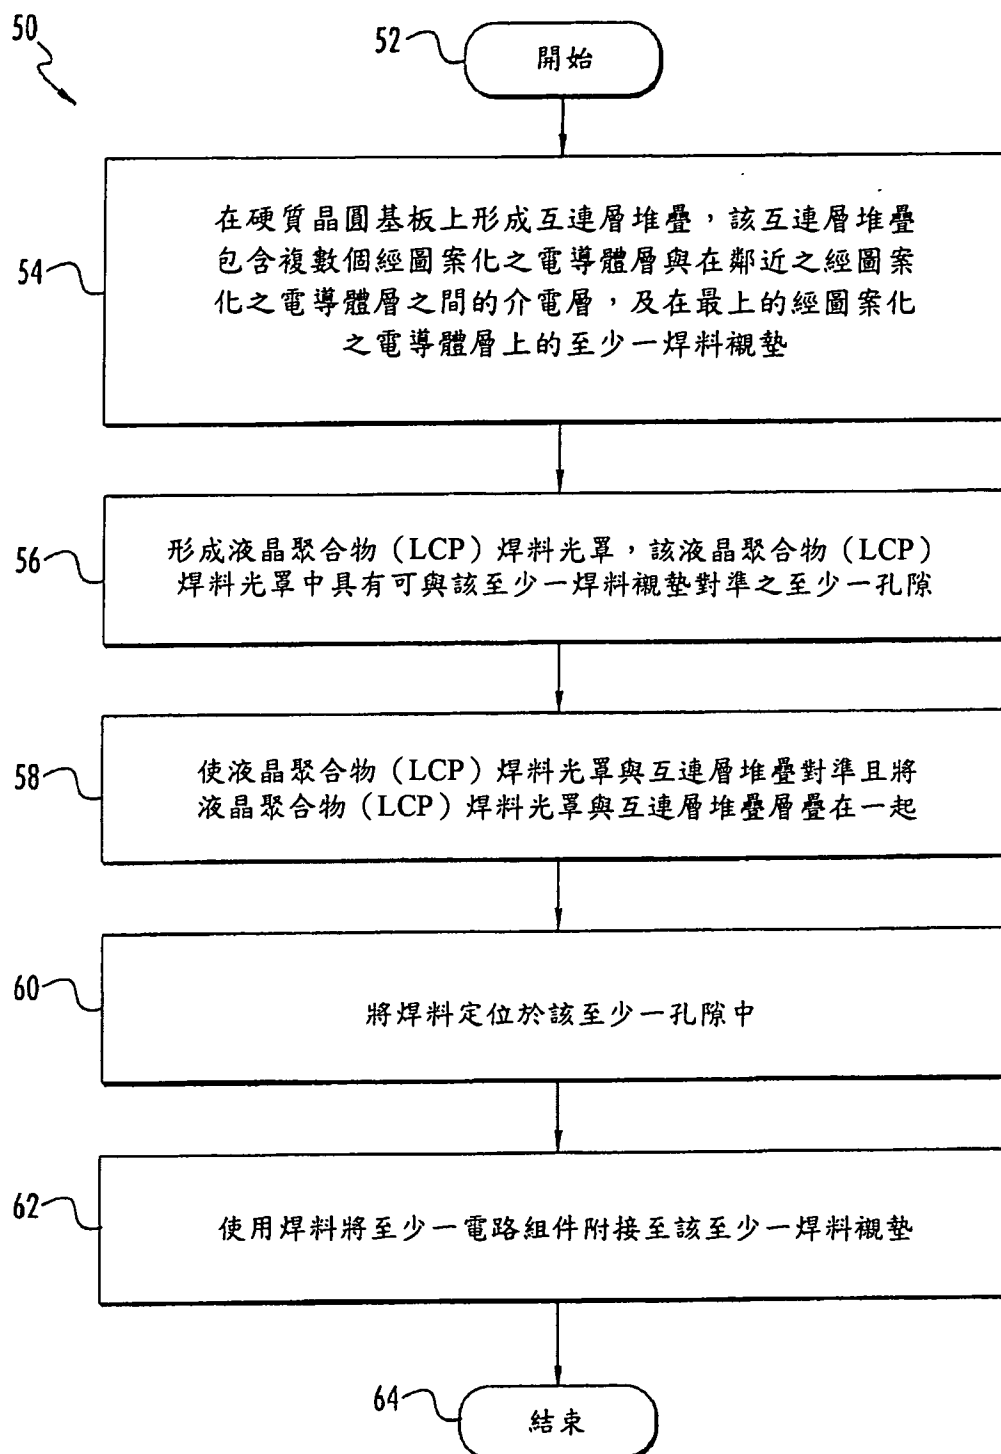 50
52
開始
54
在硬質晶圓基板上形成互連層堆疊，該互連層堆疊
包含複數個經圖案化之電導體層與在鄰近之經圖案
化之電導體層之間的介電層，及在最上的經圖案化
之電導體層上的至少一焊料襯墊
56
形成液晶聚合物（LCP）焊料光罩，該液晶聚合物（LCP）
焊料光罩中具有可與該至少一焊料襯墊對準之至少一孔隙
58
使液晶聚合物（LCP）焊料光罩與互連層堆疊對準且將
液晶聚合物（LCP）焊料光罩與互連層堆疊層疊在一起
60
將焊料定位於該至少一孔隙中
62
使用焊料將至少一電路組件附接至該至少一焊料襯墊
64
結束